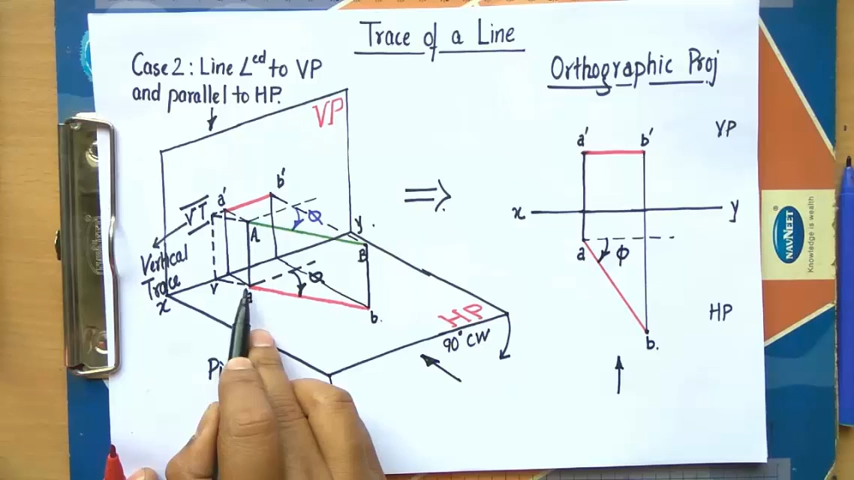 Trace of a Line
Case 2: Line ∠ed to VP
and parallel to HP.
VP
a' b'
VT
Vertical
Trace
A
Ø
y
B
v
x
a
Ø
b.
HP
90° CW
⇒
Orthographic Proj
VP
a' b'
x y
a
ϕ
HP
b.
NAVNEET
Knowledge is wealth